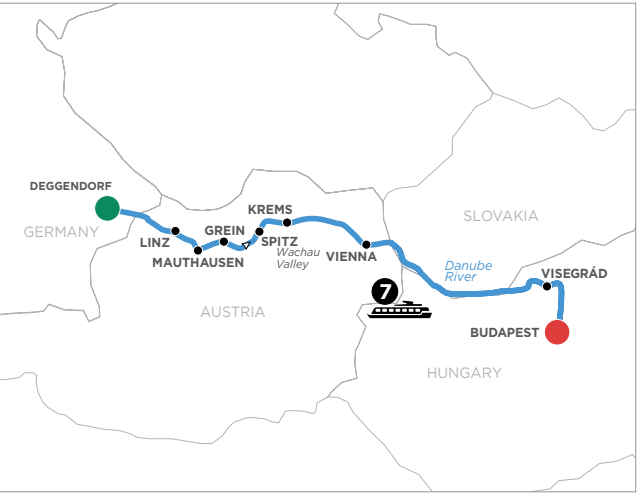 DEGGENDORF
GERMANY
LINZ
MAUTHAUSEN
GREIN
KREMS
SPITZ
Wachau
Valley
VIENNA
SLOVAKIA
Danube
River
VISEGRÁD
7
AUSTRIA
BUDAPEST
HUNGARY